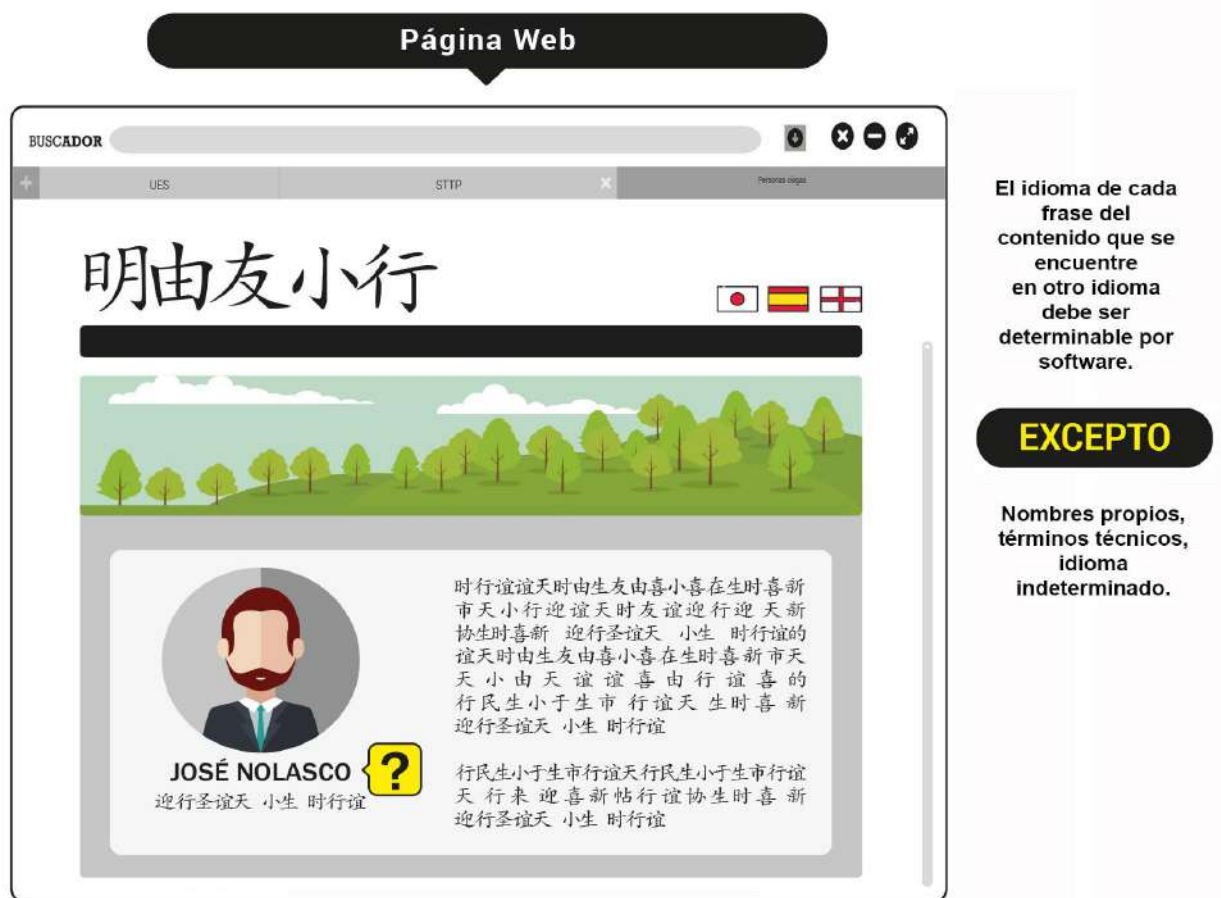 Página Web
BUSCADOR
UES
STTP
Personas ciegas
明由友小行
时行谊谊天时由生友由喜小喜在生时喜新
市天小行迎谊天时友谊迎行迎 天新
协生时喜新 迎行圣谊天 小生 时行谊的
谊天时由生友由喜小喜在生时喜新市天
天小由天谊谊喜由行谊喜的
行民生小于生市 行谊天 生时喜 新
迎行圣谊天 小生 时行谊
行民生小于生市行谊天行民生小于生市行谊
天 行来 迎喜新帖行谊协生时喜 新
迎行圣谊天 小生 时行谊
JOSÉ NOLASCO
?
迎行圣谊天 小生 时行谊
El idioma de cada
frase del
contenido que se
encuentre
en otro idioma
debe ser
determinable por
software.
EXCEPTO
Nombres propios,
términos técnicos,
idioma
indeterminado.